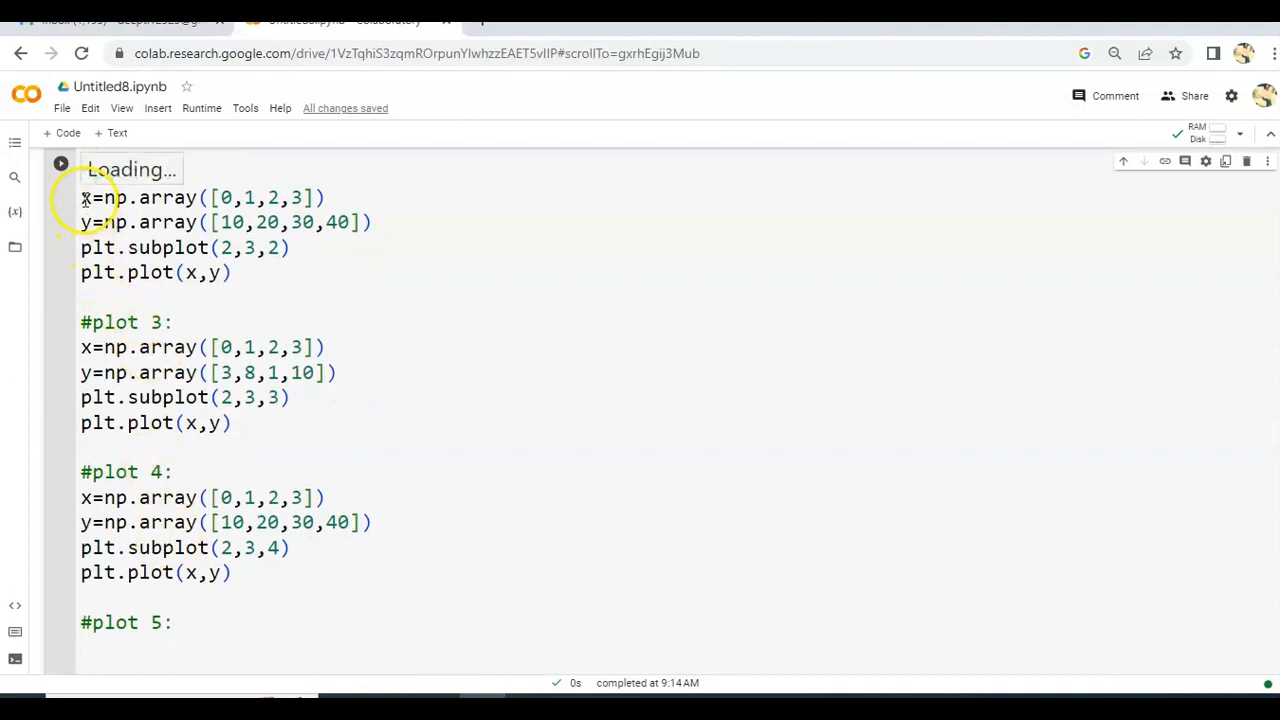 colab.research.google.com/drive/1VzTqhiS3zqmROrpunYlwhzzEAET5vlIP#scrollTo=gxrhEgij3Mub
Untitled8.ipynb
File Edit View Insert Runtime Tools Help All changes saved
Comment Share
+ Code + Text
RAM
Disk
Loading...
x=np.array([0,1,2,3])
y=np.array([10,20,30,40])
plt.subplot(2,3,2)
plt.plot(x,y)
#plot 3:
x=np.array([0,1,2,3])
y=np.array([3,8,1,10])
plt.subplot(2,3,3)
plt.plot(x,y)
#plot 4:
x=np.array([0,1,2,3])
y=np.array([10,20,30,40])
plt.subplot(2,3,4)
plt.plot(x,y)
#plot 5:
0s completed at 9:14 AM